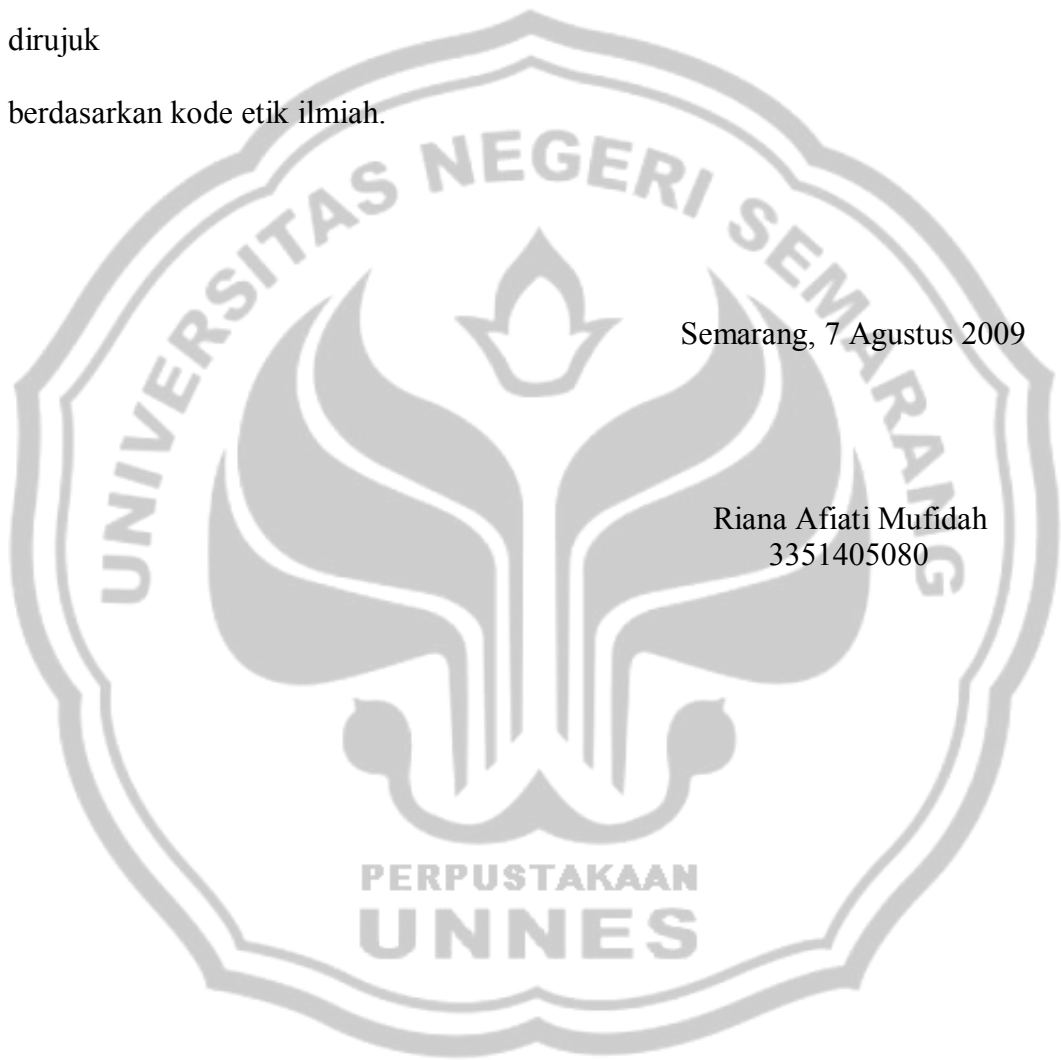 dirujuk
berdasarkan kode etik ilmiah.
UNIVERSITAS NEGERI SEMARANG
Semarang, 7 Agustus 2009
Riana Afiati Mufidah
3351405080
PERPUSTAKAAN
UNNES